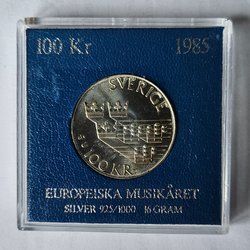 100 Kr 1985
SVERIGE
100 KR
EUROPEISKA MUSIKÅRET
SILVER 925/1000 16 GRAM